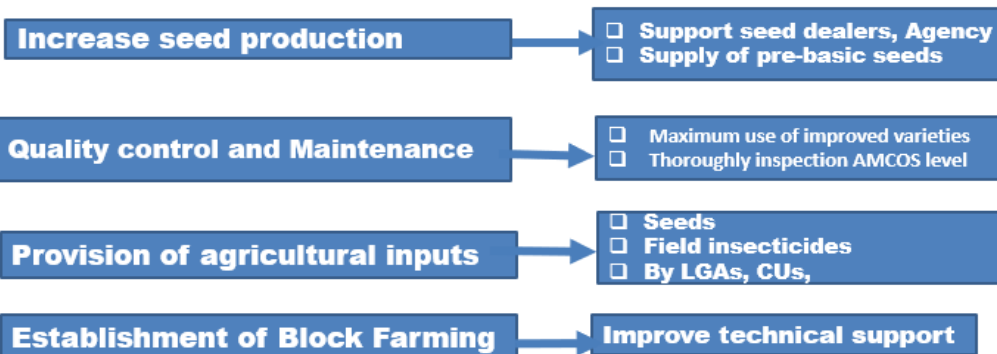 Increase seed production
❑ Support seed dealers, Agency
❑ Supply of pre-basic seeds
Quality control and Maintenance
❑ Maximum use of improved varieties
❑ Thoroughly inspection AMCOS level
Provision of agricultural inputs
❑ Seeds
❑ Field insecticides
❑ By LGAs, CUs,
Establishment of Block Farming
Improve technical support